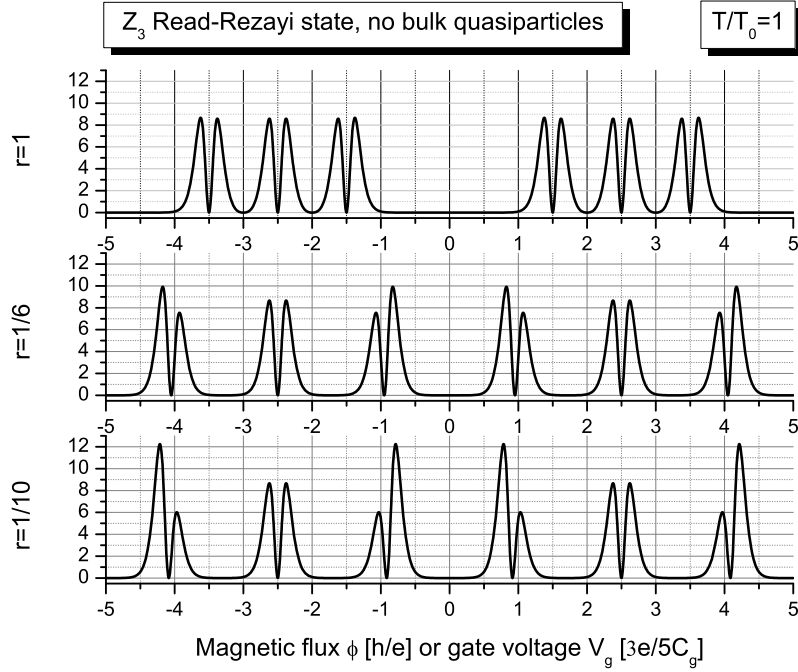 Z3 Read-Rezayi state, no bulk quasiparticles
T/T0=1
r=1
12
10
8
6
4
2
0
-5 -4 -3 -2 -1 0 1 2 3 4 5
r=1/6
12
10
8
6
4
2
0
-5 -4 -3 -2 -1 0 1 2 3 4 5
r=1/10
12
10
8
6
4
2
0
-5 -4 -3 -2 -1 0 1 2 3 4 5
Magnetic flux ϕ [h/e] or gate voltage Vg [3e/5Cg]